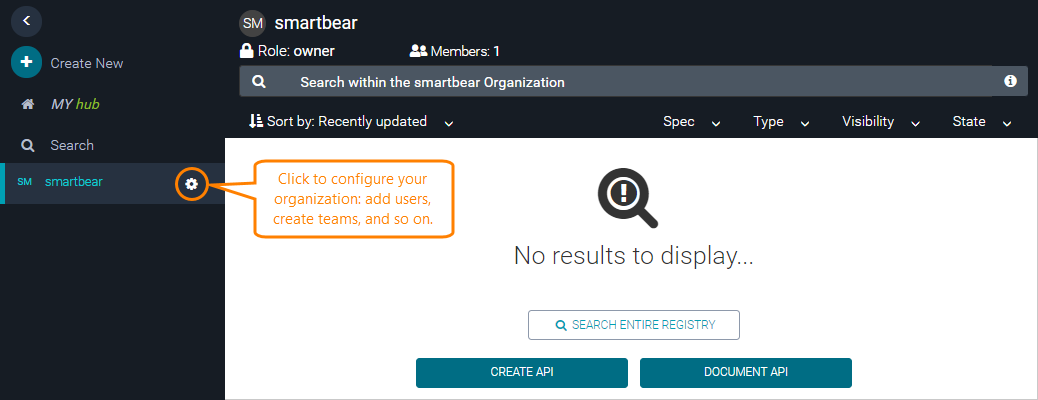 SM smartbear
Role: owner Members: 1
Create New
Search within the smartbear Organization
MY hub
Sort by: Recently updated Spec Type Visibility State
Search
SM smartbear
Click to configure your
organization: add users,
create teams, and so on.
No results to display...
SEARCH ENTIRE REGISTRY
CREATE API DOCUMENT API